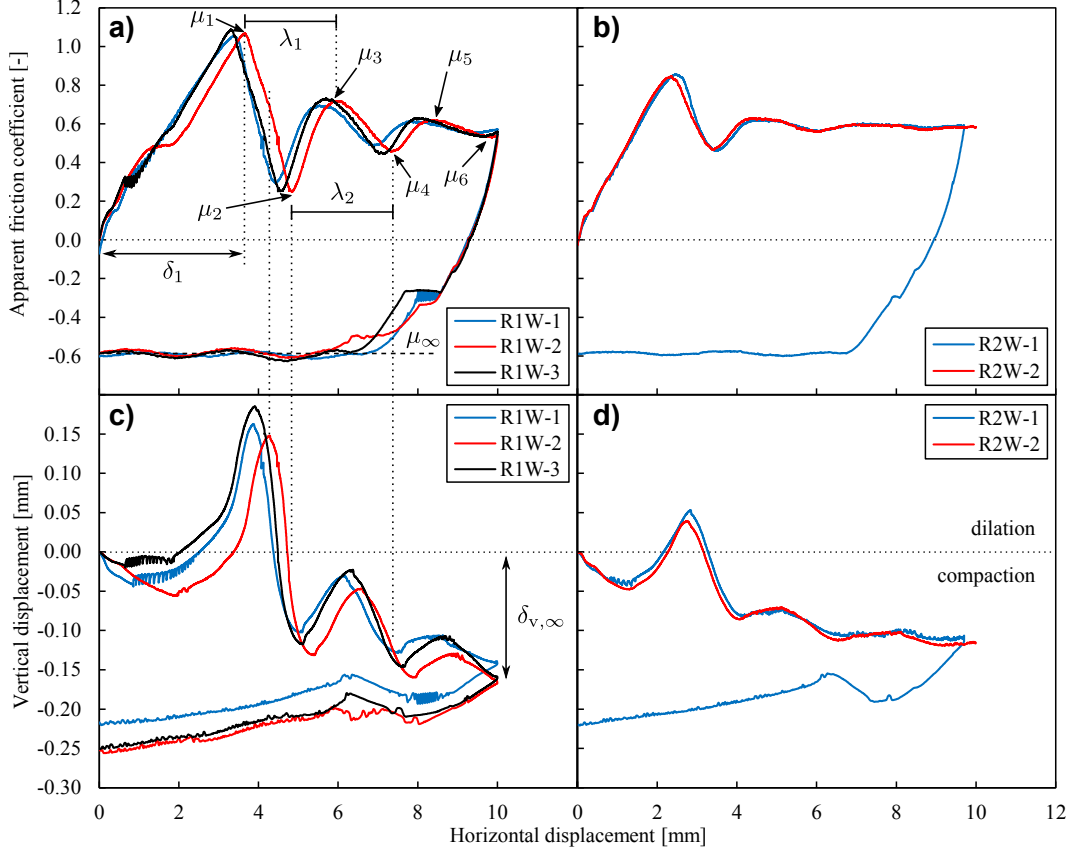 a)
μ1
λ1
μ3
μ5
μ2
λ2
μ4
μ6
δ1
μ∞
R1W-1
R1W-2
R1W-3
Apparent friction coefficient [-]
1.2
1.0
0.8
0.6
0.4
0.2
0.0
0.2
-0.4
-0.6
b)
R2W-1
R2W-2
c)
R1W-1
R1W-2
R1W-3
δv,∞
Vertical displacement [mm]
0.15
0.10
0.05
0.00
-0.05
-0.10
-0.15
-0.20
-0.25
-0.30
0 2 4 6 8 10
d)
R2W-1
R2W-2
dilation
compaction
0 2 4 6 8 10 12
Horizontal displacement [mm]